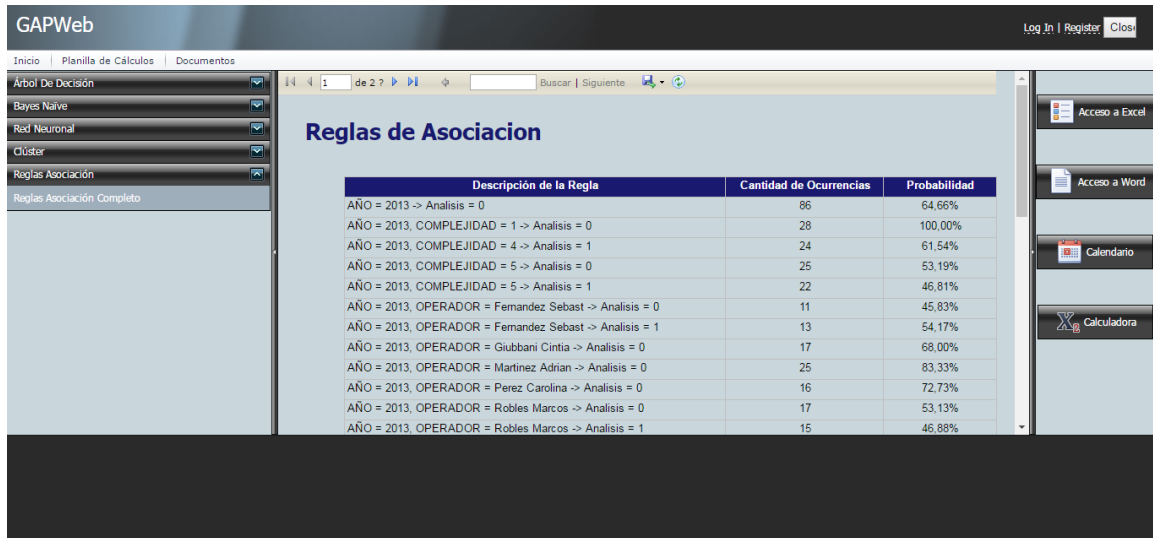 GAPWeb
Log In | Register Clos
Inicio | Planilla de Cálculos | Documentos
Árbol De Decisión
Bayes Naïve
Red Neuronal
Clúster
Reglas Asociación
Reglas Asociación Completo
1 de 2 ? Buscar | Siguiente
Reglas de Asociacion
Descripción de la Regla Cantidad de Ocurrencias Probabilidad
AÑO = 2013 -> Analisis = 0 86 64,66%
AÑO = 2013, COMPLEJIDAD = 1 -> Analisis = 0 28 100,00%
AÑO = 2013, COMPLEJIDAD = 4 -> Analisis = 1 24 61,54%
AÑO = 2013, COMPLEJIDAD = 5 -> Analisis = 0 25 53,19%
AÑO = 2013, COMPLEJIDAD = 5 -> Analisis = 1 22 46,81%
AÑO = 2013, OPERADOR = Fernandez Sebast -> Analisis = 0 11 45,83%
AÑO = 2013, OPERADOR = Fernandez Sebast -> Analisis = 1 13 54,17%
AÑO = 2013, OPERADOR = Giubbani Cintia -> Analisis = 0 17 68,00%
AÑO = 2013, OPERADOR = Martinez Adrian -> Analisis = 0 25 83,33%
AÑO = 2013, OPERADOR = Perez Carolina -> Analisis = 0 16 72,73%
AÑO = 2013, OPERADOR = Robles Marcos -> Analisis = 0 17 53,13%
AÑO = 2013, OPERADOR = Robles Marcos -> Analisis = 1 15 46,88%
Acceso a Excel
Acceso a Word
Calendario
Calculadora